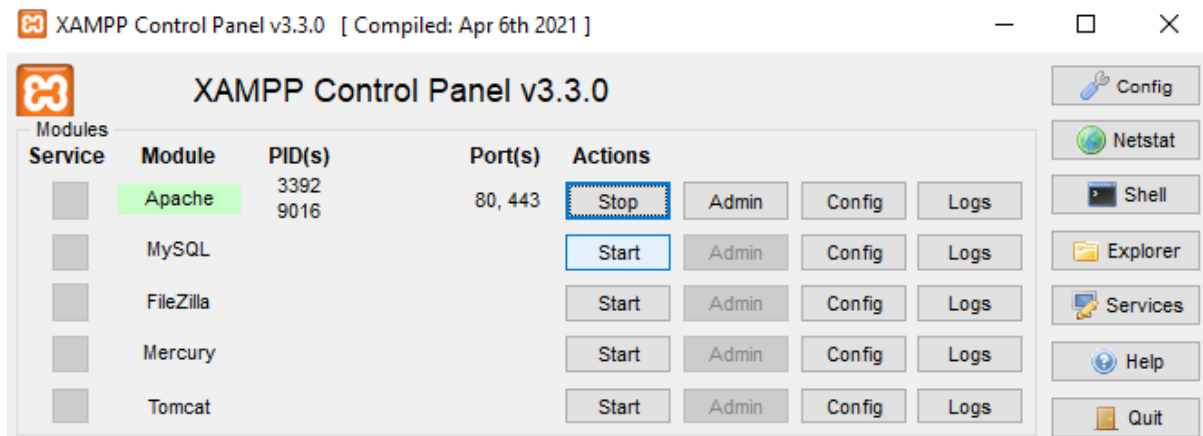 XAMPP Control Panel v3.3.0 [ Compiled: Apr 6th 2021 ]
XAMPP Control Panel v3.3.0
Config
Modules
Netstat
Service Module PID(s) Port(s) Actions
Apache 3392 9016 80, 443 Stop Admin Config Logs
Shell
MySQL Start Admin Config Logs
Explorer
FileZilla Start Admin Config Logs
Services
Mercury Start Admin Config Logs
Help
Tomcat Start Admin Config Logs
Quit